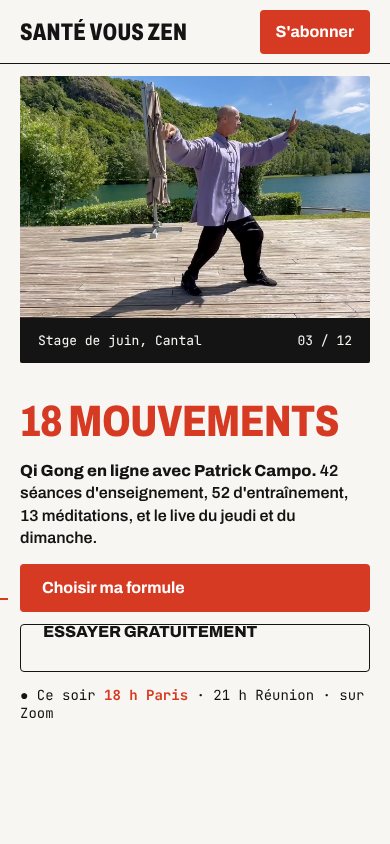 SANTÉ VOUS ZEN
S'abonner
Stage de juin, Cantal
03 / 12
18 MOUVEMENTS
Qi Gong en ligne avec Patrick Campo. 42
séances d'enseignement, 52 d'entraînement,
13 méditations, et le live du jeudi et du
dimanche.
Choisir ma formule
ESSAYER GRATUITEMENT
● Ce soir 18 h Paris · 21 h Réunion · sur
Zoom